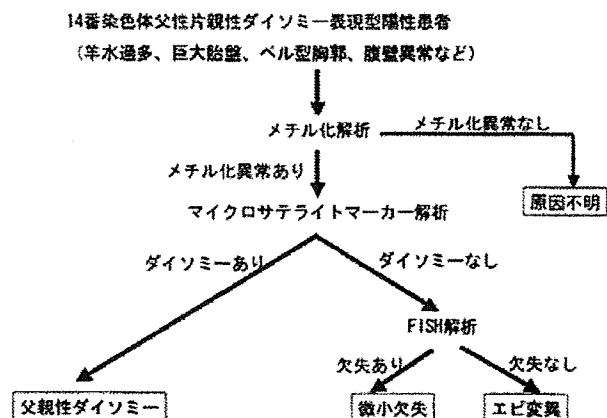 14番染色体父性片親性ダイソミー表現型陽性患者
(羊水過多、巨大胎盤、ベル型胸郭、腹壁異常など)
メチル化解析
メチル化異常なし
メチル化異常あり
原因不明
マイクロサテライトマーカー解析
ダイソミーあり
ダイソミーなし
FISH解析
欠失あり
欠失なし
父親性ダイソミー
微小欠失
エピ変異